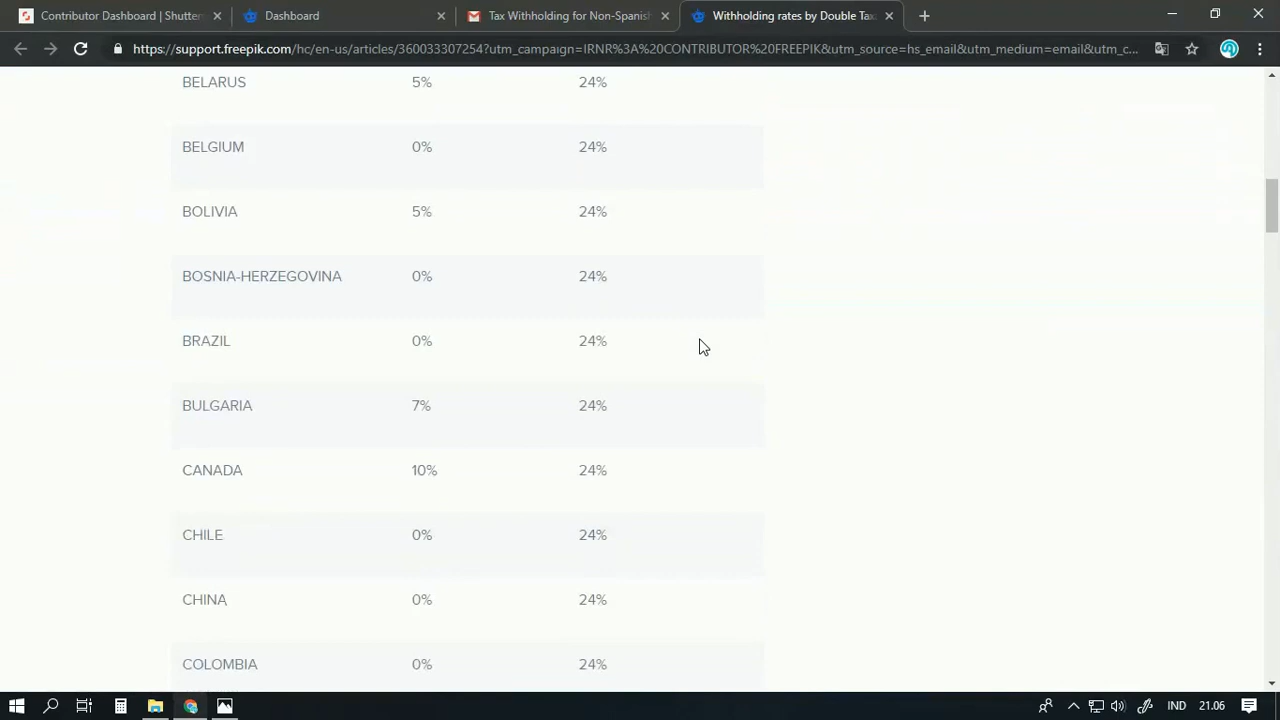 Contributor Dashboard | Shutter
Dashboard
Tax Withholding for Non-Spanish
Withholding rates by Double Tax
https://support.freepik.com/hc/en-us/articles/360033307254?utm_campaign=IRNR%3A%20CONTRIBUTOR%20FREEPIK&utm_source=hs_email&utm_medium=email&utm_c...
BELARUS 5% 24%
BELGIUM 0% 24%
BOLIVIA 5% 24%
BOSNIA-HERZEGOVINA 0% 24%
BRAZIL 0% 24%
BULGARIA 7% 24%
CANADA 10% 24%
CHILE 0% 24%
CHINA 0% 24%
COLOMBIA 0% 24%
IND 21.06